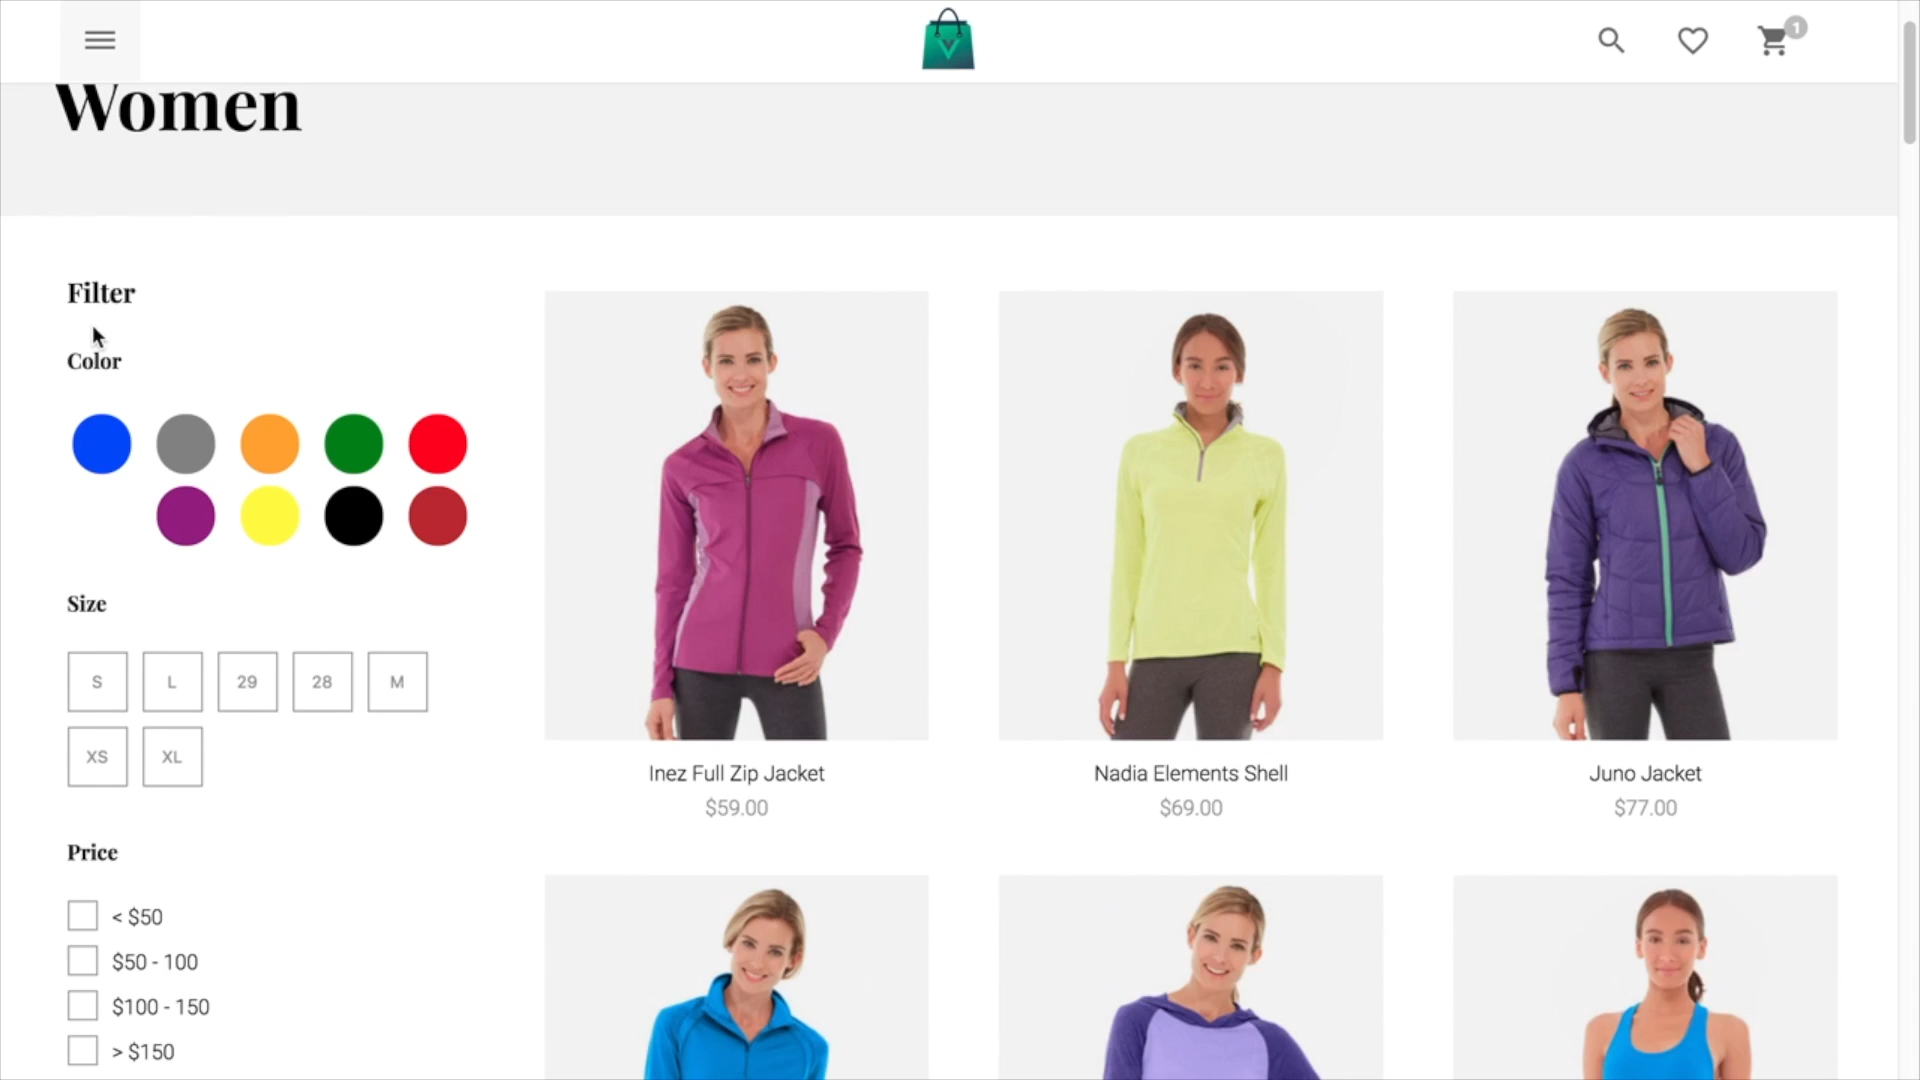 1
Women
Filter
Color
Size
S L 29 28 M
XS XL
Price
< $50
$50 - 100
$100 - 150
> $150
Inez Full Zip Jacket
$59.00
Nadia Elements Shell
$69.00
Juno Jacket
$77.00